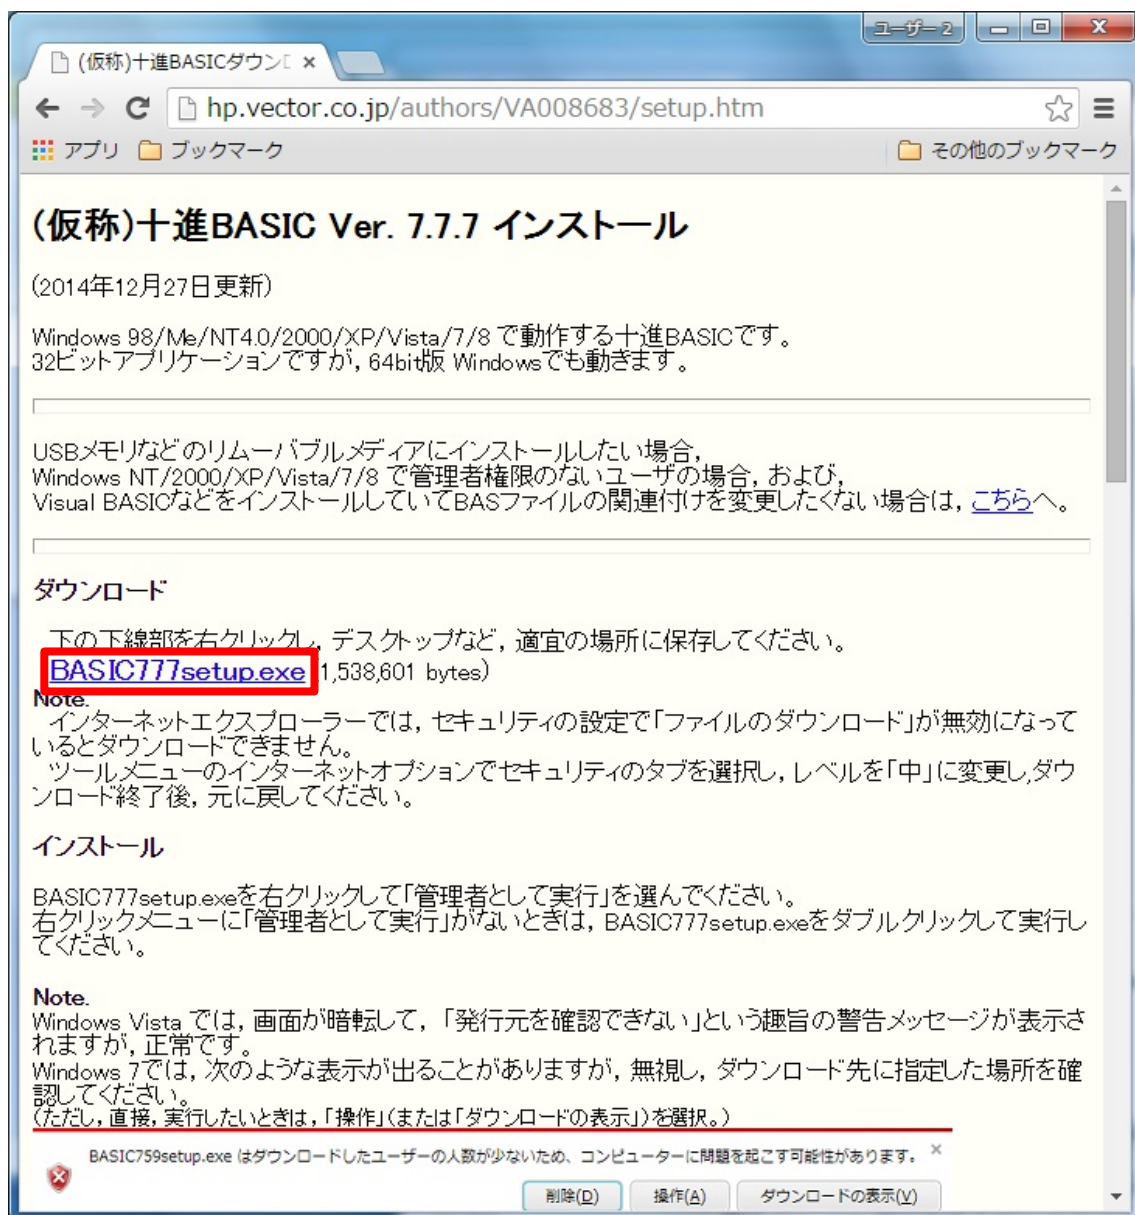 ユーザー 2
(仮称)十進BASICダウン
hp.vector.co.jp/authors/VA008683/setup.htm
アプリ ブックマーク その他のブックマーク
(仮称)十進BASIC Ver. 7.7.7 インストール
(2014年12月27日更新)
Windows 98/Me/NT4.0/2000/XP/Vista/7/8 で動作する十進BASICです。
32ビットアプリケーションですが, 64bit版 Windowsでも動きます。
USBメモリなどのリムーバブルメディアにインストールしたい場合,
Windows NT/2000/XP/Vista/7/8 で管理者権限のないユーザの場合, および,
Visual BASICなどをインストールしていてBASファイルの関連付けを変更したくない場合は, こちらへ。
ダウンロード
下の下線部を右クリックし, デスクトップなど, 適宜の場所に保存してください。
BASIC777setup.exe 1,538,601 bytes)
Note.
インターネットエクスプローラーでは, セキュリティの設定で「ファイルのダウンロード」が無効になって
いるとダウンロードできません。
ツールメニューのインターネットオプションでセキュリティのタブを選択し, レベルを「中」に変更し,ダウ
ンロード終了後, 元に戻してください。
インストール
BASIC777setup.exeを右クリックして「管理者として実行」を選んでください。
右クリックメニューに「管理者として実行」がないときは, BASIC777setup.exeをダブルクリックして実行し
てください。
Note.
Windows Vista では, 画面が暗転して, 「発行元を確認できない」という趣旨の警告メッセージが表示さ
れますが, 正常です。
Windows 7では, 次のような表示が出ることがありますが, 無視し, ダウンロード先に指定した場所を確
認してください。
(ただし, 直接, 実行したいときは, 「操作」(または「ダウンロードの表示」)を選択。)
BASIC759setup.exe はダウンロードしたユーザーの人数が少ないため、コンピューターに問題を起こす可能性があります。
削除(D) 操作(A) ダウンロードの表示(V)